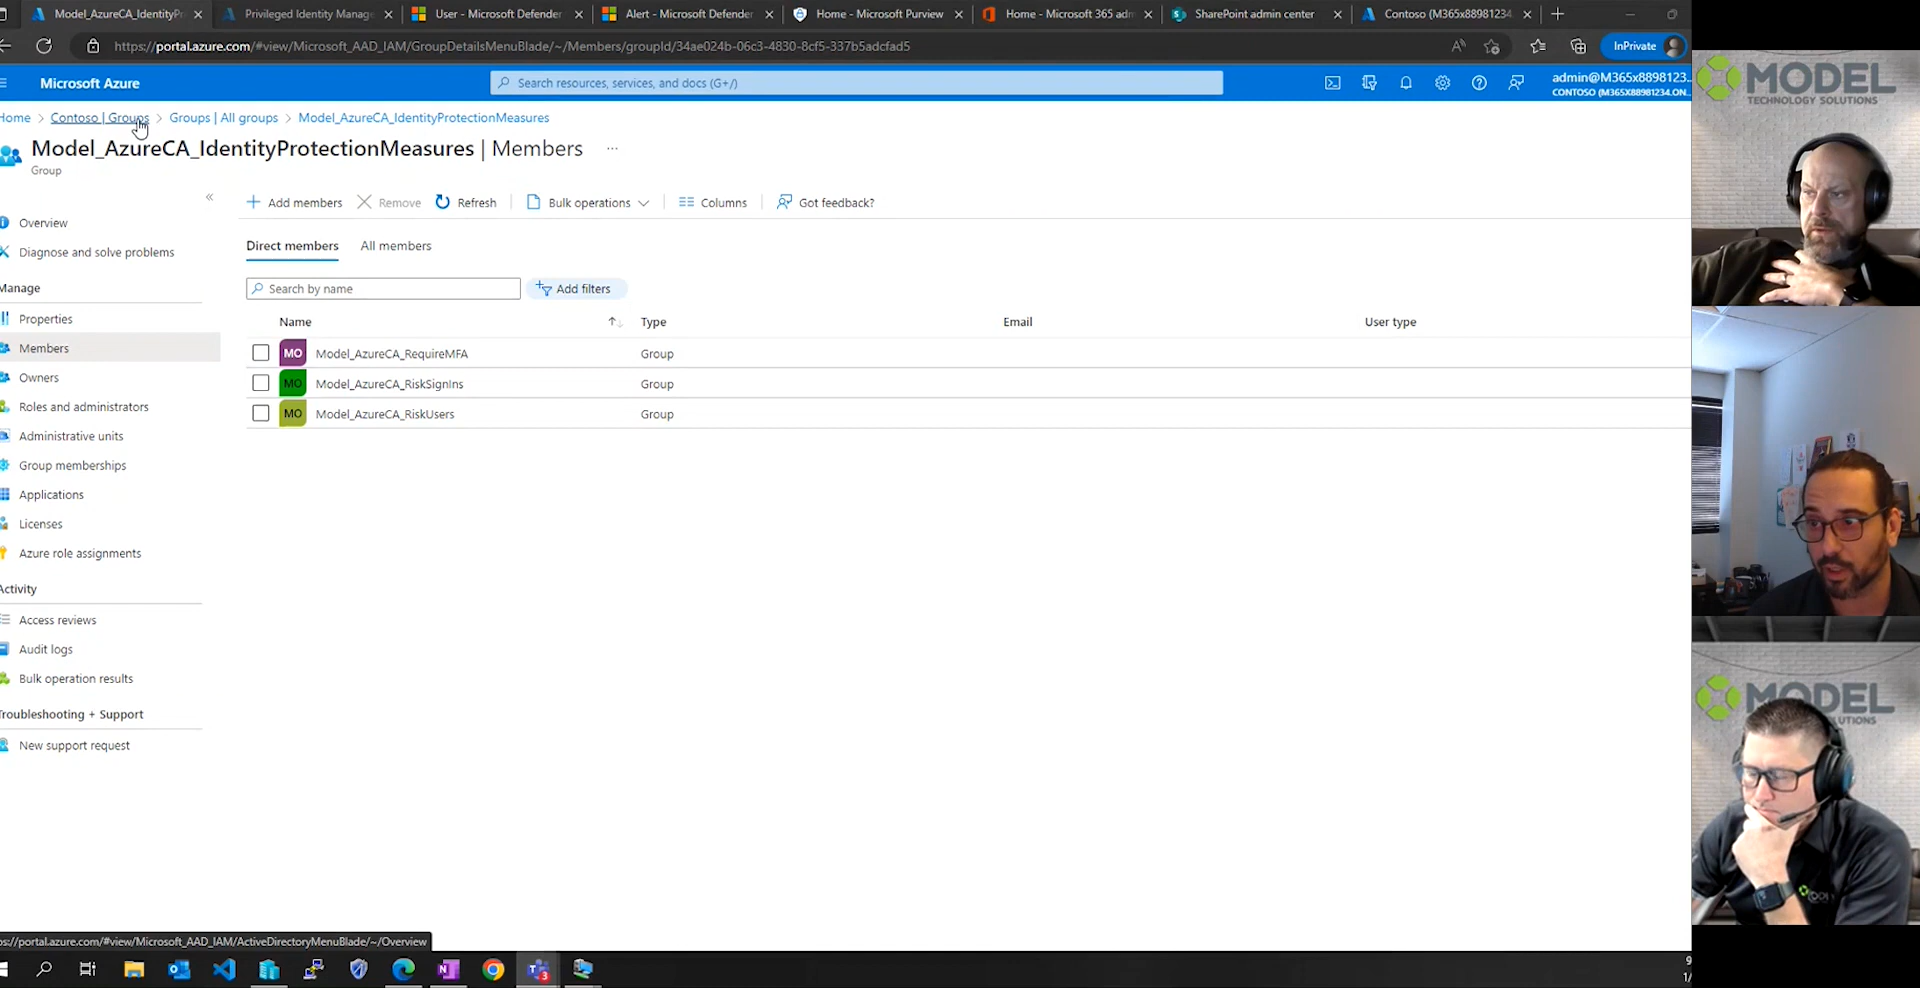 Model_AzureCA_IdentityPr
Privileged Identity Manage
User - Microsoft Defender
Alert - Microsoft Defender
Home - Microsoft Purview
Home - Microsoft 365 adm
SharePoint admin center
Contoso (M365x88981234
https://portal.azure.com/#view/Microsoft_AAD_IAM/GroupDetailsMenuBlade/~/Members/groupId/34ae024b-06c3-4830-8cf5-337b5adcfad5
InPrivate
Microsoft Azure
Search resources, services, and docs (G+/)
admin@M365x8898123...
CONTOSO (M365X88981234.ON...
Home > Contoso | Groups > Groups | All groups > Model_AzureCA_IdentityProtectionMeasures
Model_AzureCA_IdentityProtectionMeasures | Members ...
Group
Add members
Remove
Refresh
Bulk operations
Columns
Got feedback?
Overview
Diagnose and solve problems
Manage
Properties
Members
Owners
Roles and administrators
Administrative units
Group memberships
Applications
Licenses
Azure role assignments
Activity
Access reviews
Audit logs
Bulk operation results
Troubleshooting + Support
New support request
Direct members
All members
Search by name
Add filters
Name
Type
Email
User type
MO Model_AzureCA_RequireMFA Group
MO Model_AzureCA_RiskSignIns Group
MO Model_AzureCA_RiskUsers Group
ps://portal.azure.com/#view/Microsoft_AAD_IAM/ActiveDirectoryMenuBlade/~/Overview
MODEL
TECHNOLOGY SOLUTIONS
MODEL